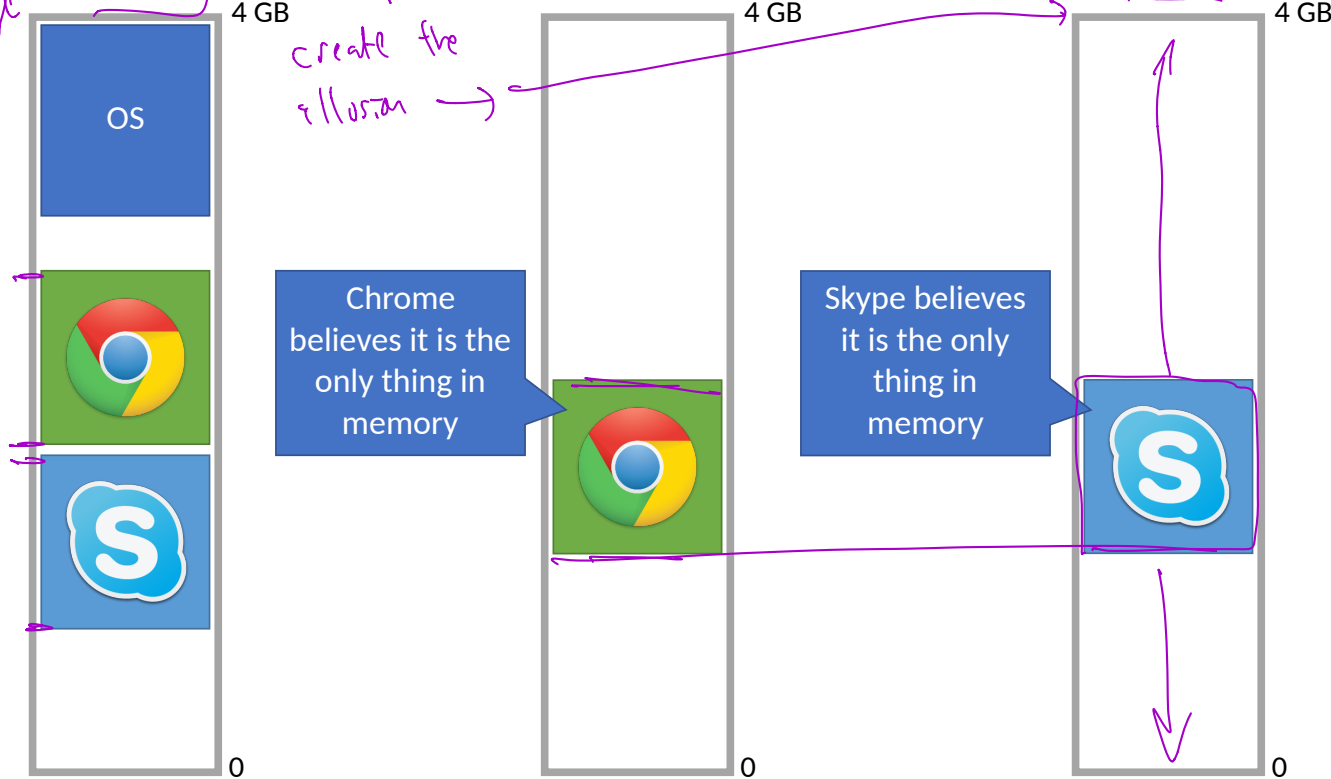 4 GB
4 GB
4 GB
create the
illusion
OS
Chrome
believes it is the
only thing in
memory
Skype believes
it is the only
thing in
memory
S
S
0
0
0